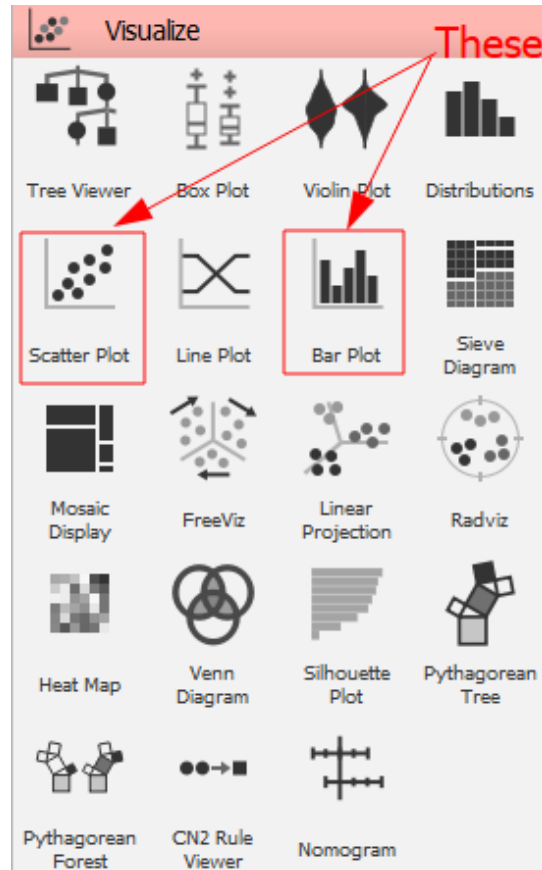 Visualize
These
Tree Viewer
Box Plot
Violin Plot
Distributions
Scatter Plot
Line Plot
Bar Plot
Sieve
Diagram
Mosaic
Display
FreeViz
Linear
Projection
Radviz
Heat Map
Venn
Diagram
Silhouette
Plot
Pythagorean
Tree
Pythagorean
Forest
CN2 Rule
Viewer
Nomogram